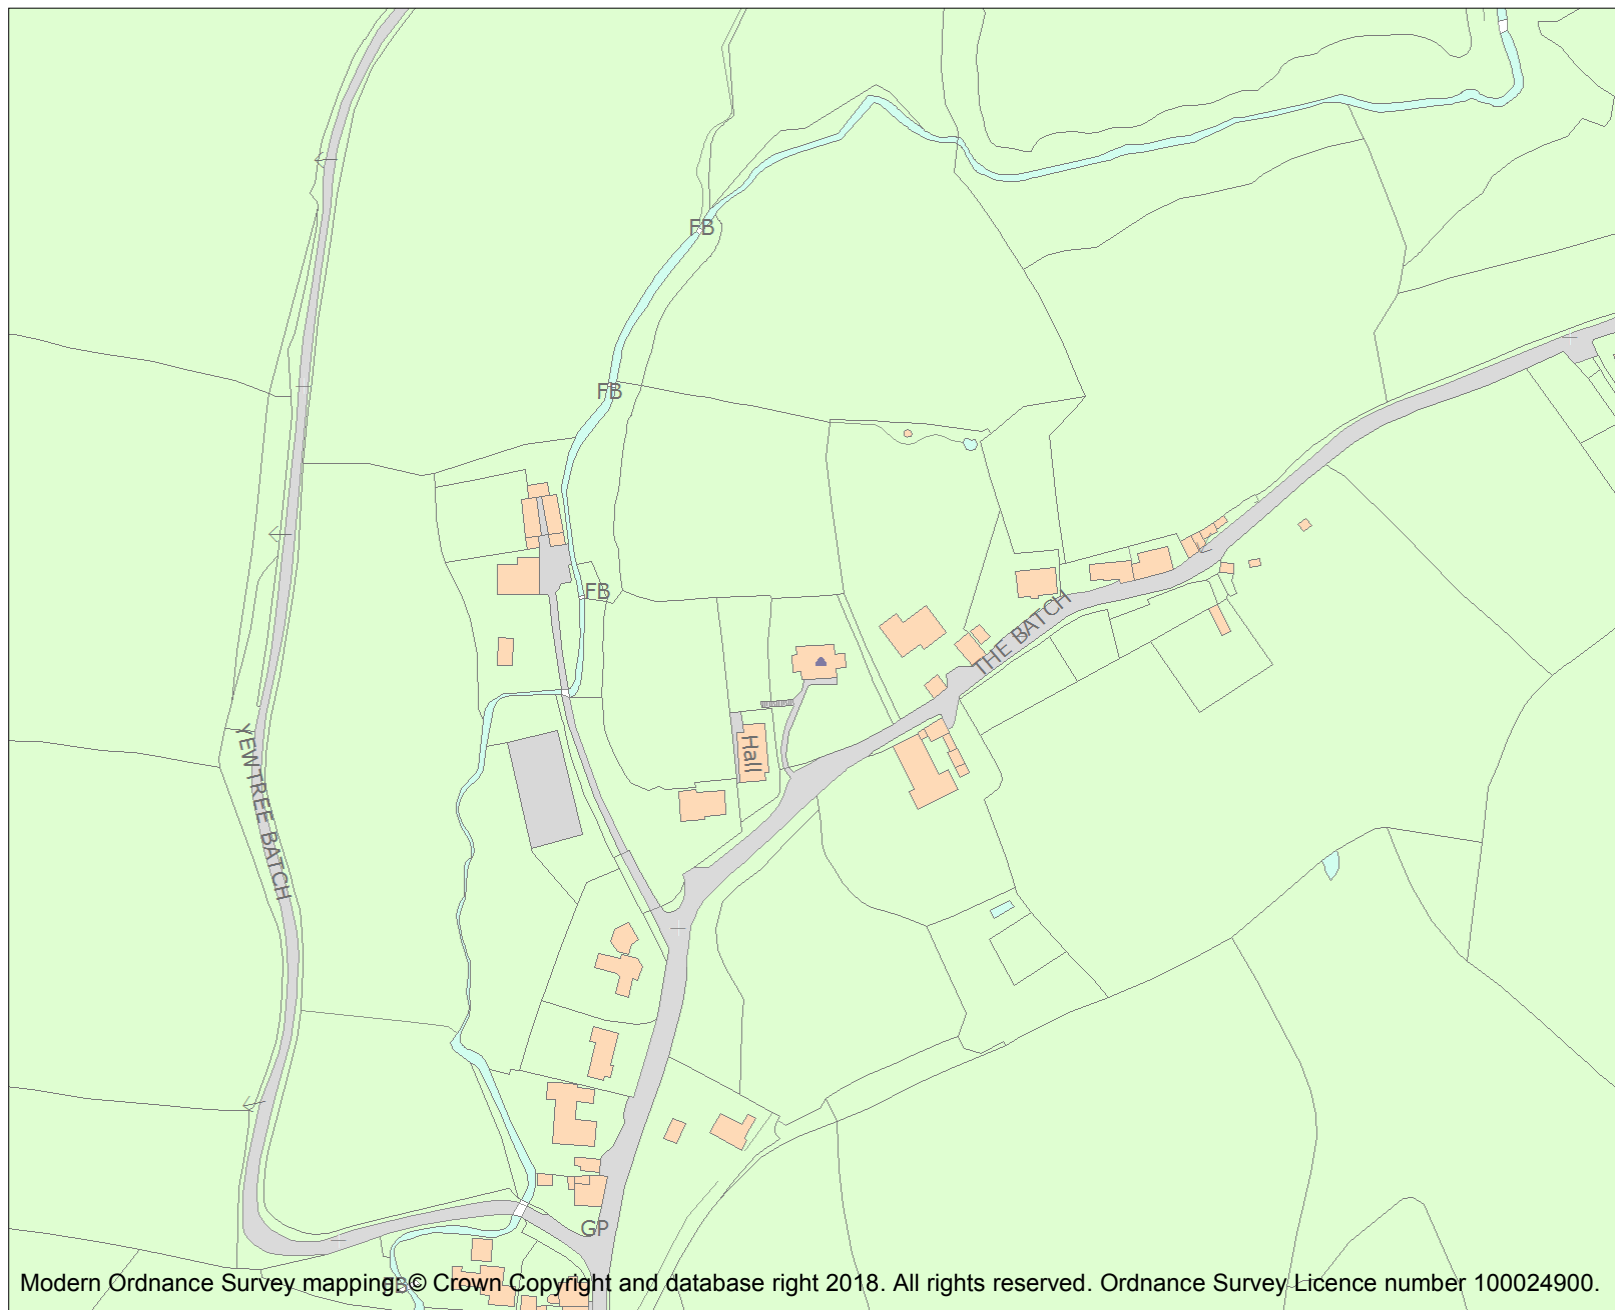 FB
FB
FB
THE BATCH
Hall
YEWTREE BATCH
GP
FB
Modern Ordnance Survey mapping: © Crown Copyright and database right 2018. All rights reserved. Ordnance Survey Licence number 100024900.